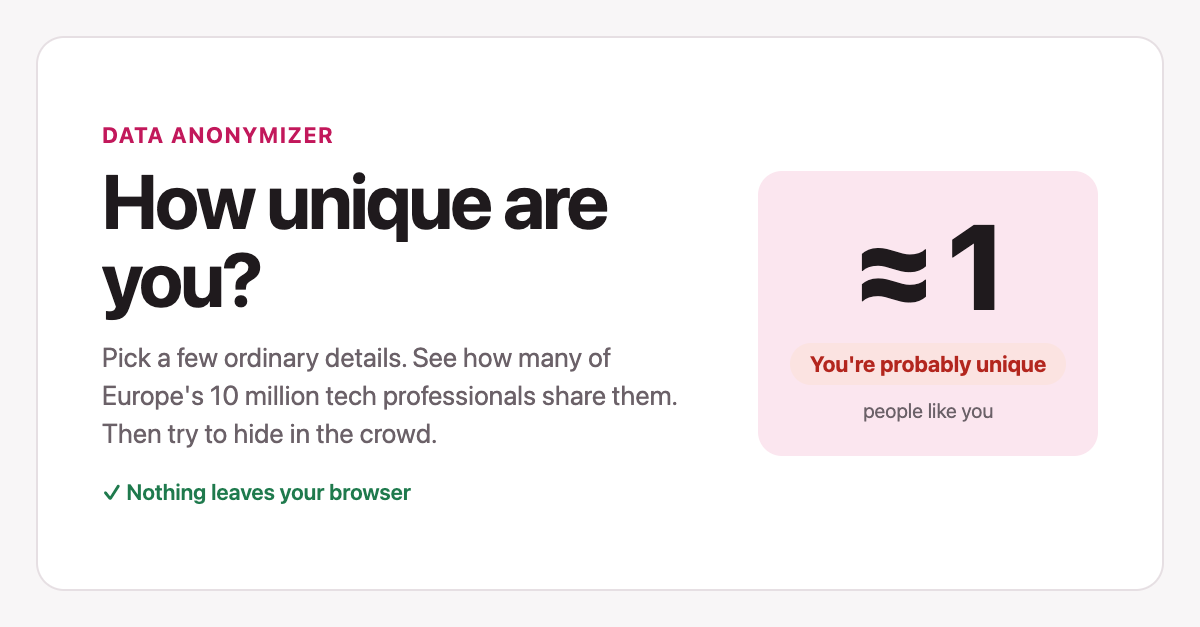 DATA ANONYMIZER
How unique are
you?
Pick a few ordinary details. See how many of
Europe's 10 million tech professionals share them.
Then try to hide in the crowd.
✓ Nothing leaves your browser
≈ 1
You're probably unique
people like you